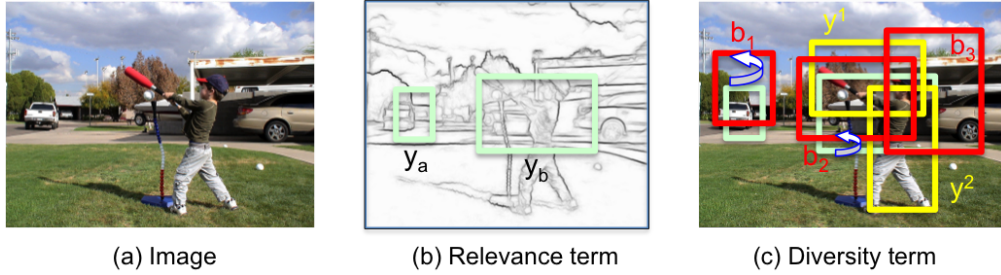 y_a
y_b
b_1
y^1
b_3
b_2
y^2
(a) Image
(b) Relevance term
(c) Diversity term